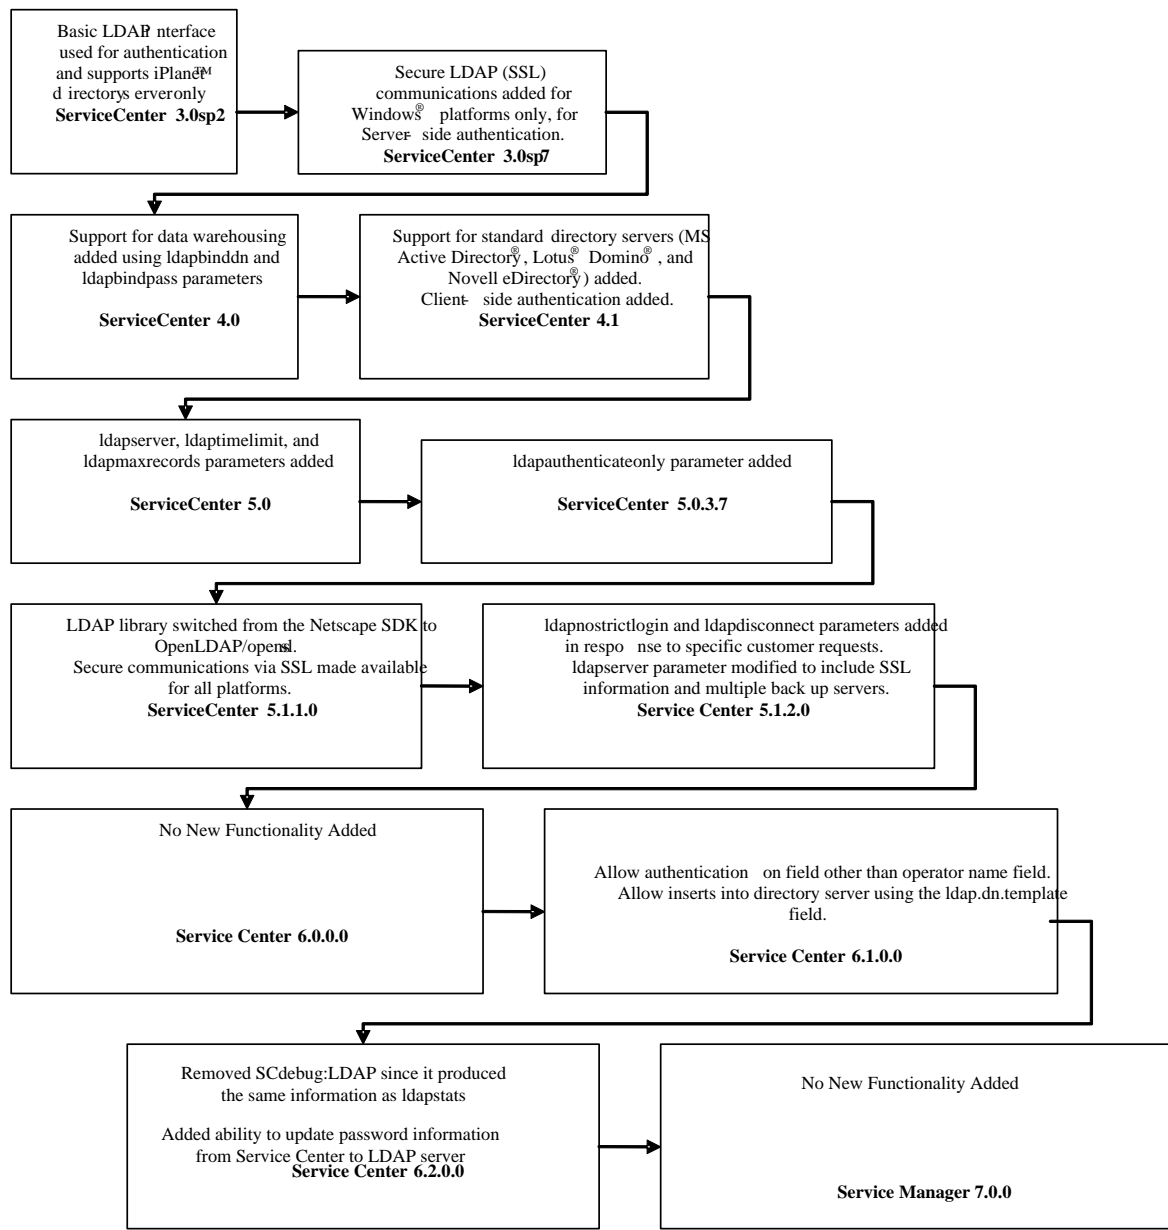 Basic LDAP Interface
used for authentication
and supports iPlanet™
d irectorys erveronly
ServiceCenter 3.0sp2
Secure LDAP (SSL)
communications added for
Windows® platforms only, for
Server- side authentication.
ServiceCenter 3.0sp7
Support for data warehousing
added using ldapbinddn and
ldapbindpass parameters
ServiceCenter 4.0
Support for standard directory servers (MS
Active Directory®, Lotus® Domino®, and
Novell eDirectory®) added.
Client- side authentication added.
ServiceCenter 4.1
ldapserver, ldaptimelimit, and
ldapmaxrecords parameters added
ServiceCenter 5.0
ldapauthenticateonly parameter added
ServiceCenter 5.0.3.7
LDAP library switched from the Netscape SDK to
OpenLDAP/openssl.
Secure communications via SSL made available
for all platforms.
ServiceCenter 5.1.1.0
ldapnostrictlogin and ldapdisconnect parameters added
in respo nse to specific customer requests.
ldapserver parameter modified to include SSL
information and multiple back up servers.
Service Center 5.1.2.0
No New Functionality Added
Service Center 6.0.0.0
Allow authentication on field other than operator name field.
Allow inserts into directory server using the ldap.dn.template
field.
Service Center 6.1.0.0
Removed SCdebug:LDAP since it produced
the same information as ldapstats
Added ability to update password information
from Service Center to LDAP server
Service Center 6.2.0.0
No New Functionality Added
Service Manager 7.0.0